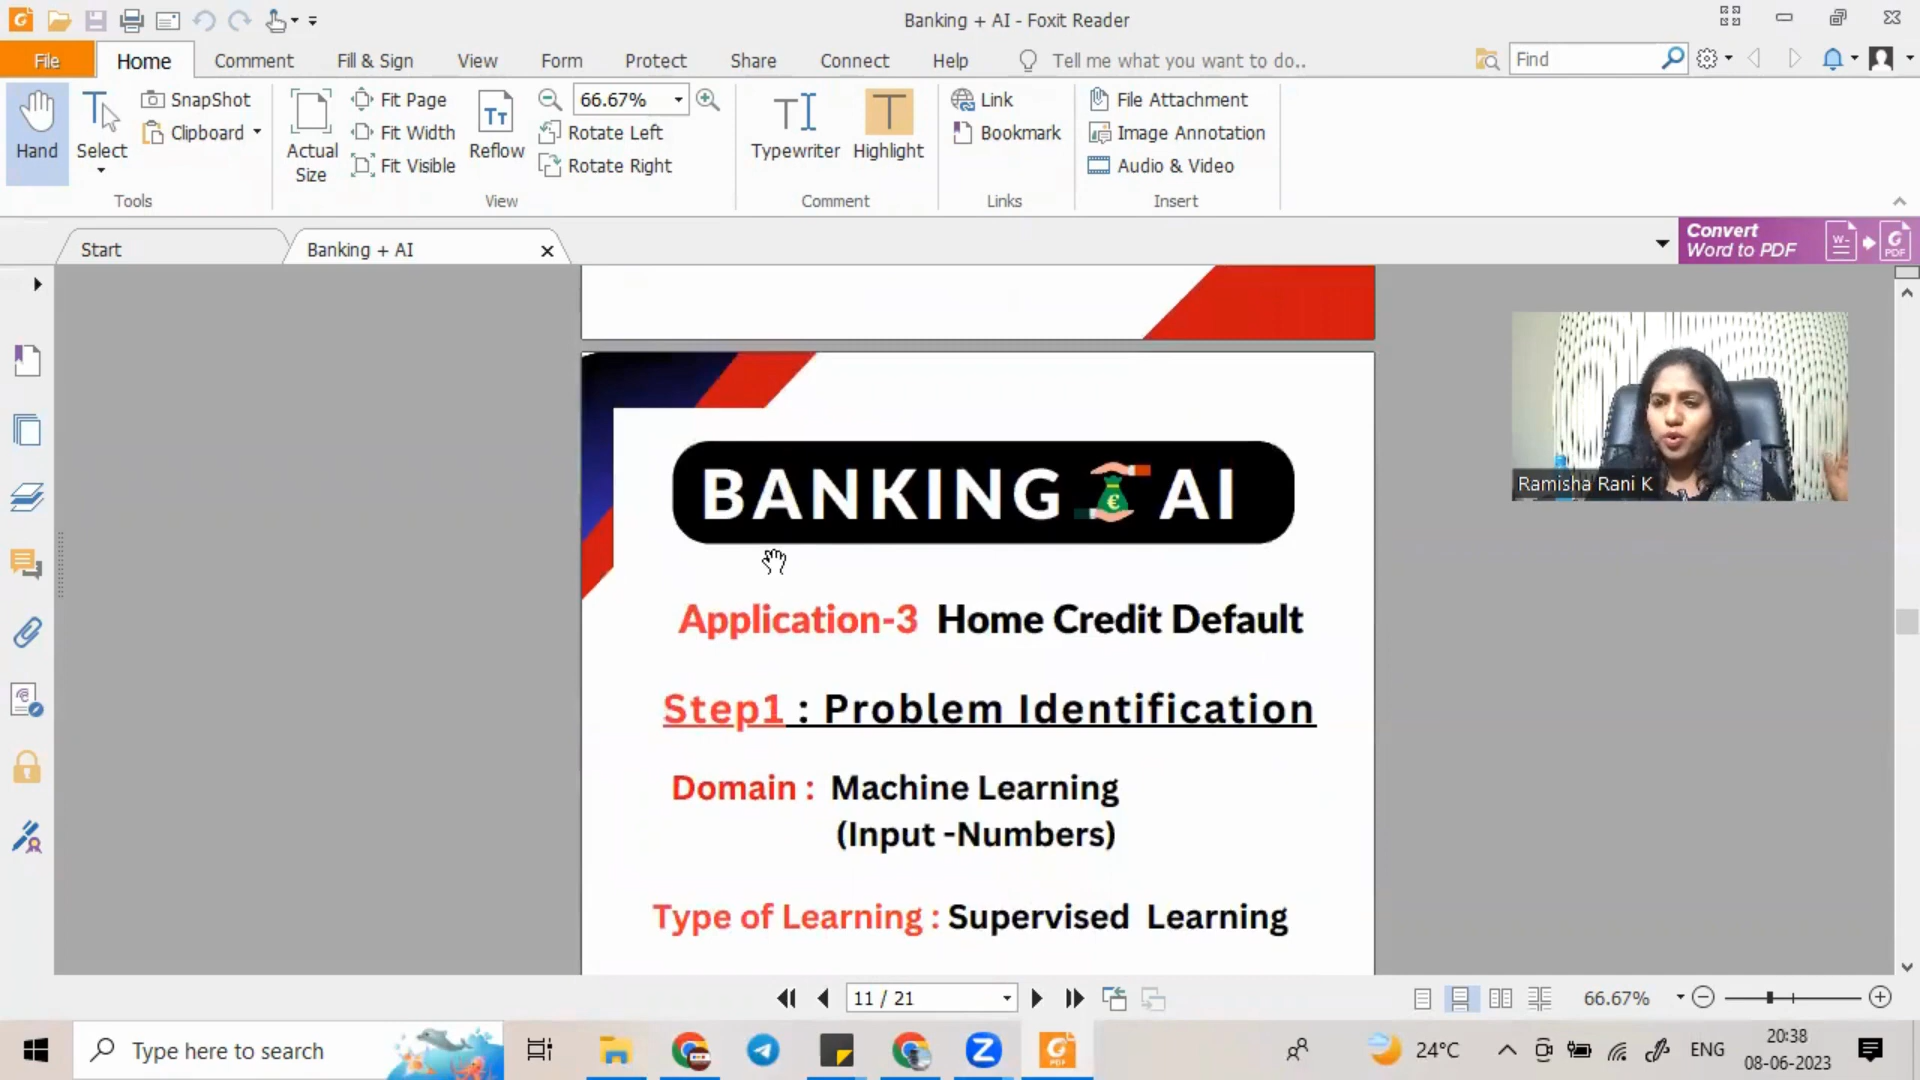 Banking + AI - Foxit Reader
File
Home
Comment
Fill & Sign
View
Form
Protect
Share
Connect
Help
Tell me what you want to do..
Find
Hand
Select
SnapShot
Clipboard
Tools
Actual
Size
Fit Page
Fit Width
Fit Visible
Reflow
66.67%
Rotate Left
Rotate Right
View
Typewriter
Highlight
Comment
Link
Bookmark
Links
File Attachment
Image Annotation
Audio & Video
Insert
Start
Banking + AI
Convert
Word to PDF
BANKING AI
Application-3 Home Credit Default
Step1 : Problem Identification
Domain : Machine Learning
(Input -Numbers)
Type of Learning : Supervised Learning
Ramisha Rani K
11 / 21
66.67%
Type here to search
24°C
ENG
20:38
08-06-2023